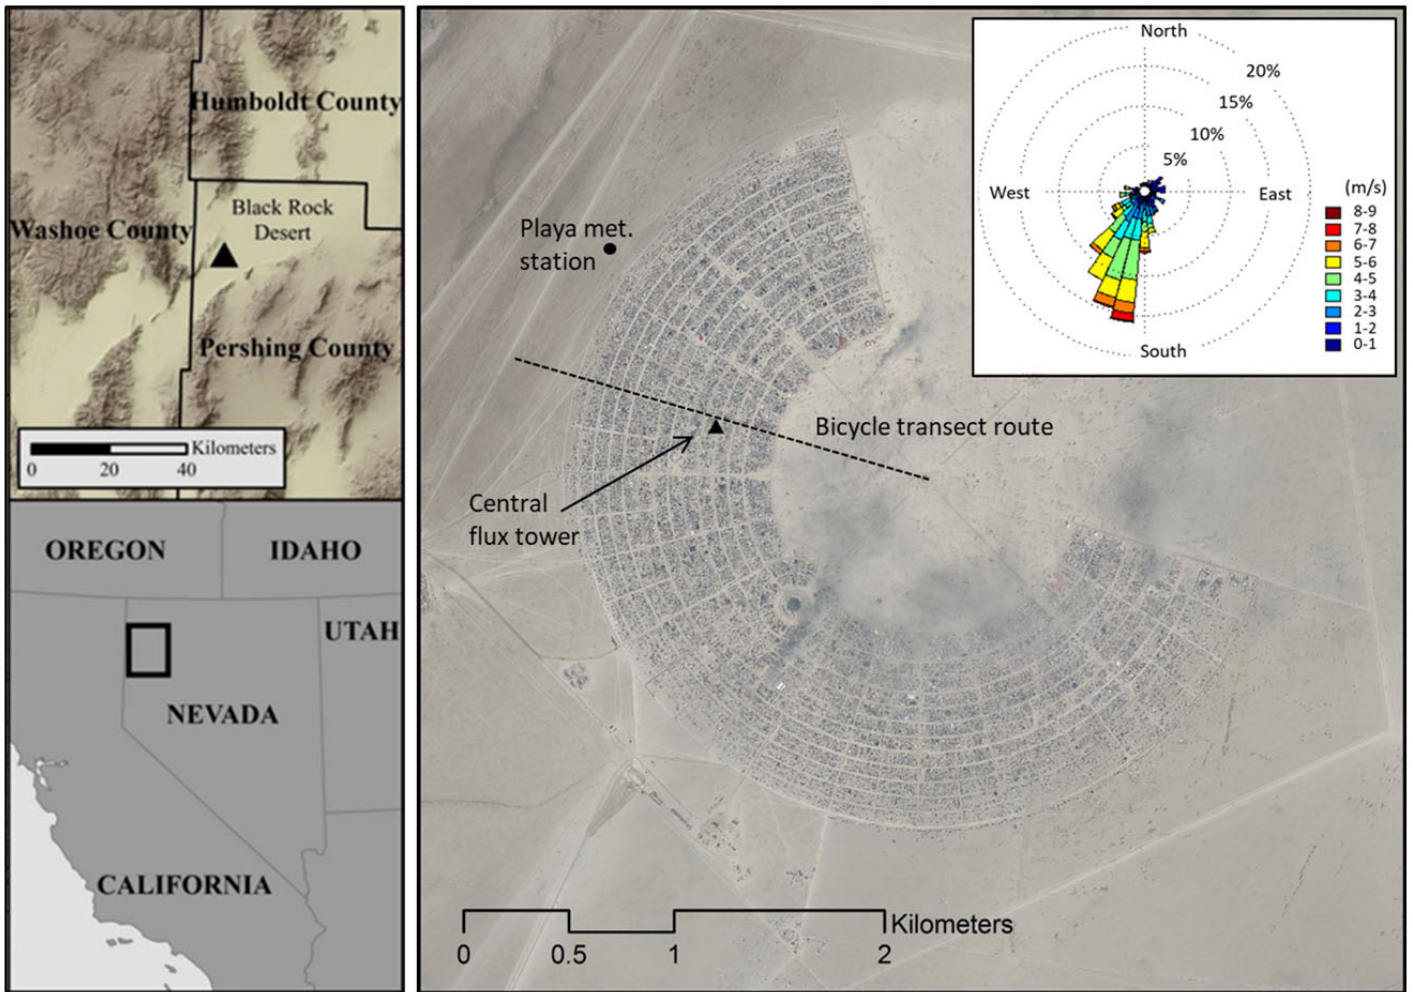 Humboldt County
Black Rock
Desert
Washoe County
Pershing County
Kilometers
0 20 40
OREGON
IDAHO
UTAH
NEVADA
CALIFORNIA
Playa met.
station
Bicycle transect route
Central
flux tower
Kilometers
0 0.5 1 2
North
20%
15%
10%
5%
West
East
South
(m/s)
8-9
7-8
6-7
5-6
4-5
3-4
2-3
1-2
0-1